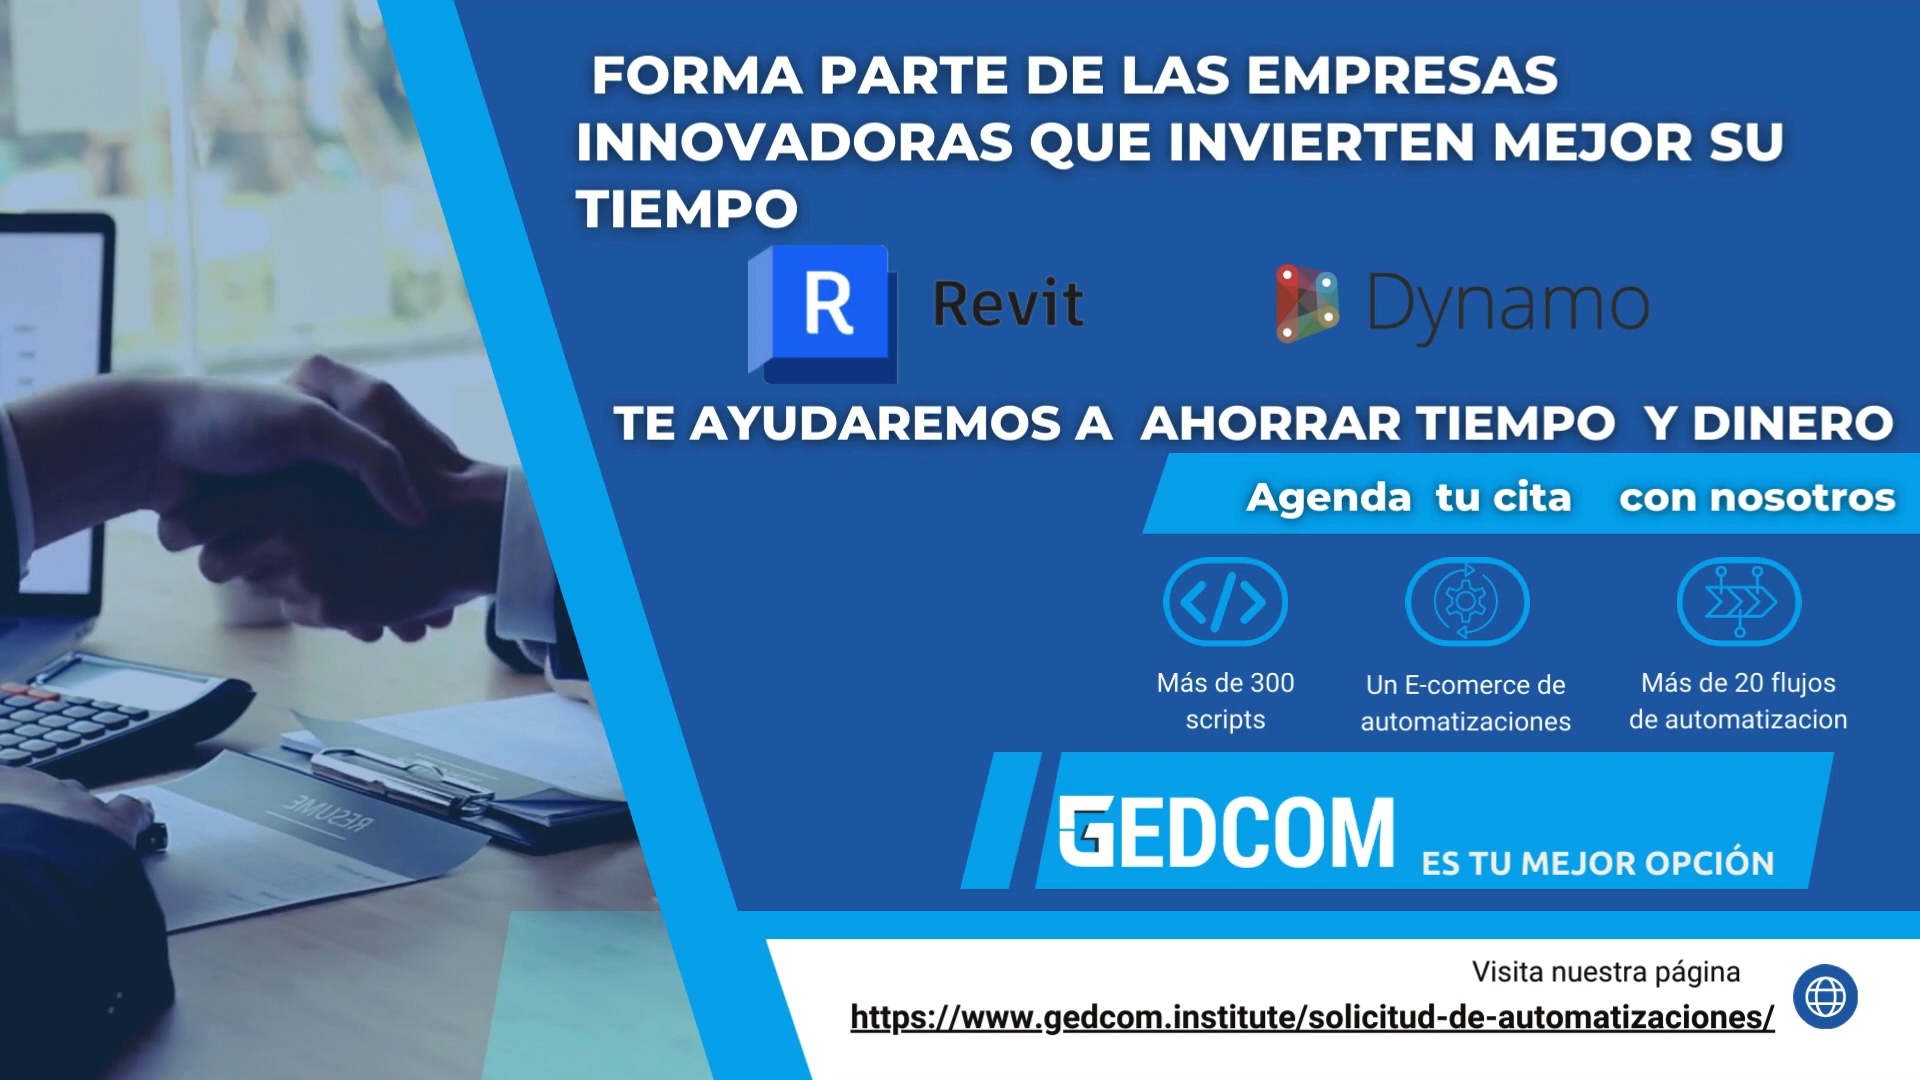 FORMA PARTE DE LAS EMPRESAS
INNOVADORAS QUE INVIERTEN MEJOR SU
TIEMPO
R Revit
Dynamo
TE AYUDAREMOS A AHORRAR TIEMPO Y DINERO
Agenda tu cita con nosotros
Más de 300
scripts
Un E-comerce de
automatizaciones
Más de 20 flujos
de automatizacion
GEDCOM ES TU MEJOR OPCIÓN
RESUME
Visita nuestra página
https://www.gedcom.institute/solicitud-de-automatizaciones/